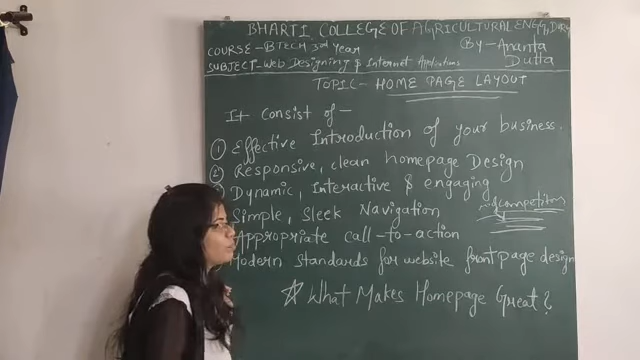 BHARTI COLLEGE OF AGRICULTURAL ENGG, DURG
COURSE - BTECH 3rd Year
By - Ananta Dutta
SUBJECT - Web Designing & Internet Applications
TOPIC - HOME PAGE LAYOUT
It Consist of -
① Effective Introduction of your business.
② Responsive, clean homepage Design
Dynamic, Interactive & engaging
Simple, Sleek Navigation
competitors
Appropriate call-to-action
Modern standards for website front page design
☆ What Makes Homepage Great?